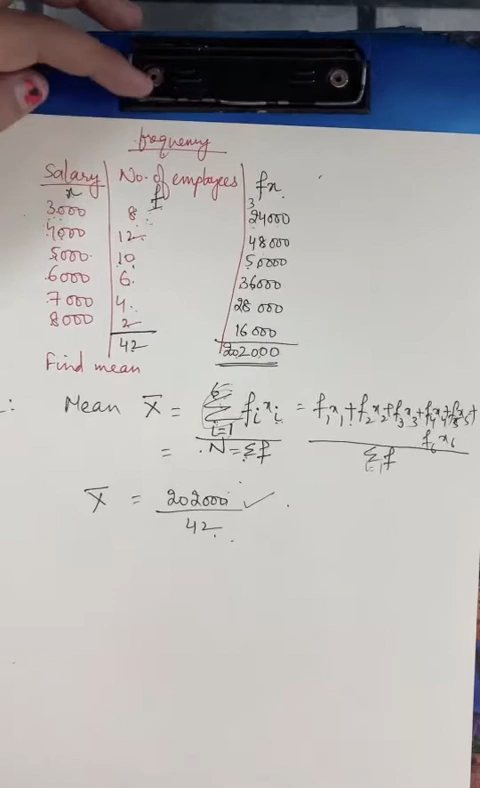 frequency
Salary No. of employees fx
x f
3000 8 24000
4000 12 48000
5000 10 50000
6000 6 36000
7000 4 28000
8000 2 16000
42 202000
Find mean
Mean X̄ = 6 Σ i=1 fᵢxᵢ / N = Σf = f₁x₁ + f₂x₂ + f₃x₃ + f₄x₄ + f₅x₅ + f₆x₆ / Σf
X̄ = 202000 / 42 ✓